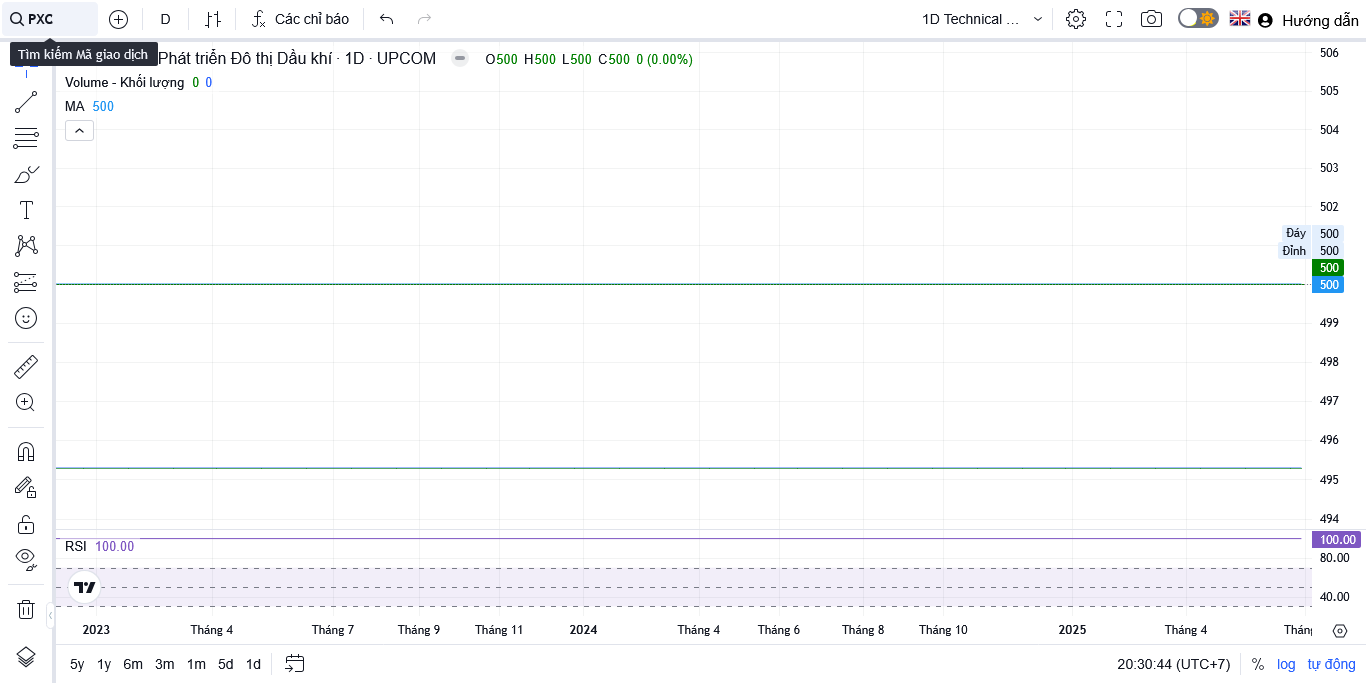 PXC
D
Các chỉ báo
1D Technical ...
Hướng dẫn
Tìm kiếm Mã giao dịch
Phát triển Đô thị Dầu khí · 1D · UPCOM
O500 H500 L500 C500 0 (0.00%)
Volume - Khối lượng 0 0
MA 500
506
505
504
503
502
Đáy 500
Đỉnh 500
500
500
499
498
497
496
495
494
RSI 100.00
100.00
80.00
40.00
2023 Tháng 4 Tháng 7 Tháng 9 Tháng 11 2024 Tháng 4 Tháng 6 Tháng 8 Tháng 10 2025 Tháng 4 Thán
5y 1y 6m 3m 1m 5d 1d
20:30:44 (UTC+7) % log tự động